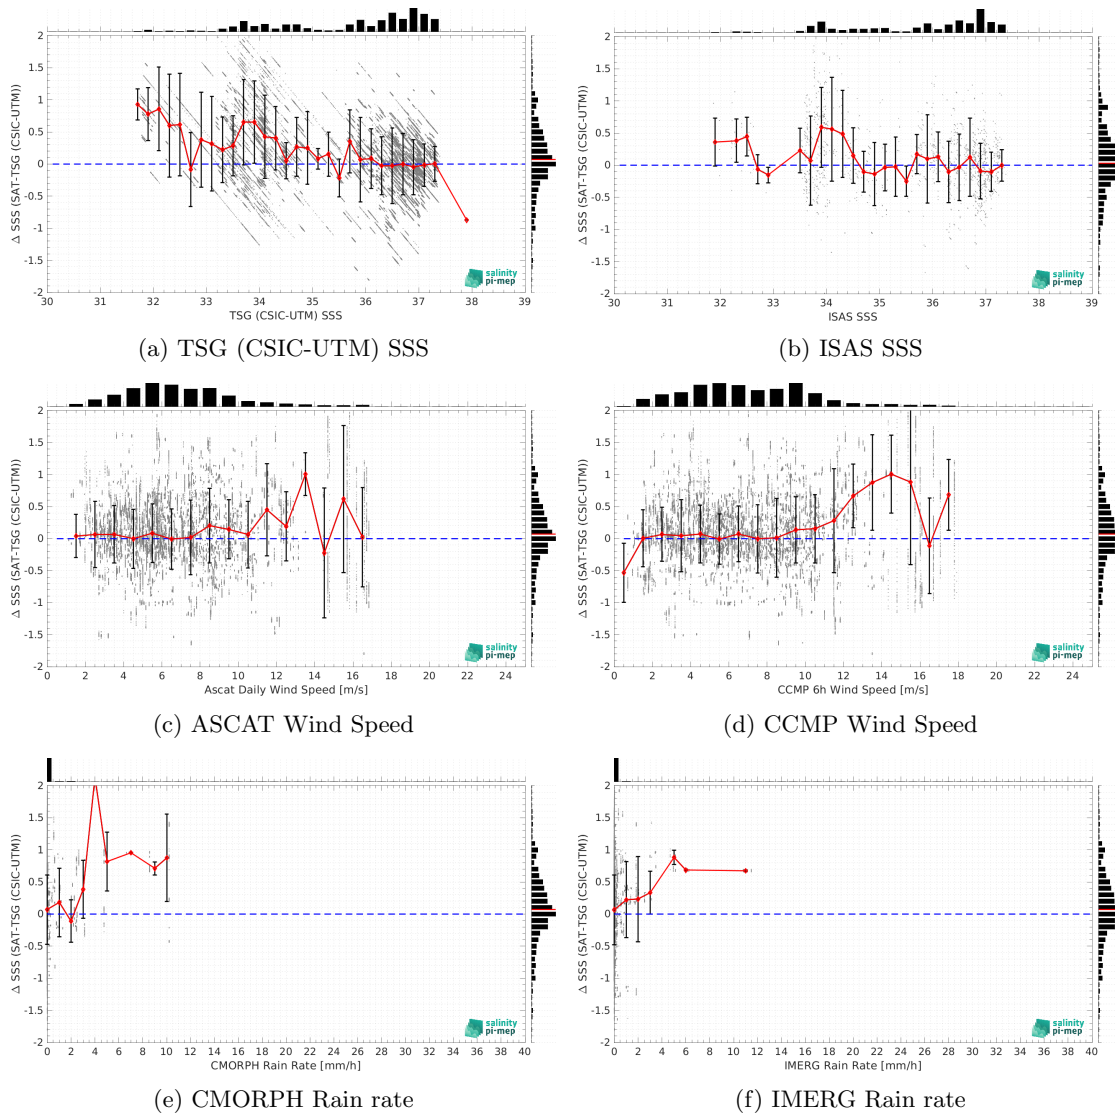 2
1.5
1
0.5
0
-0.5
-1
-1.5
-2
Δ SSS (SAT-TSG (CSIC-UTM))
30 31 32 33 34 35 36 37 38 39
TSG (CSIC-UTM) SSS
salinity
pi-mep
(a) TSG (CSIC-UTM) SSS
2
1.5
1
0.5
0
-0.5
-1
-1.5
-2
Δ SSS (SAT-TSG (CSIC-UTM))
30 31 32 33 34 35 36 37 38 39
ISAS SSS
salinity
pi-mep
(b) ISAS SSS
2
1.5
1
0.5
0
-0.5
-1
-1.5
-2
Δ SSS (SAT-TSG (CSIC-UTM))
0 2 4 6 8 10 12 14 16 18 20 22 24
Ascat Daily Wind Speed [m/s]
salinity
pi-mep
(c) ASCAT Wind Speed
2
1.5
1
0.5
0
-0.5
-1
-1.5
-2
Δ SSS (SAT-TSG (CSIC-UTM))
0 2 4 6 8 10 12 14 16 18 20 22 24
CCMP 6h Wind Speed [m/s]
salinity
pi-mep
(d) CCMP Wind Speed
2
1.5
1
0.5
0
-0.5
-1
-1.5
-2
Δ SSS (SAT-TSG (CSIC-UTM))
0 2 4 6 8 10 12 14 16 18 20 22 24 26 28 30 32 34 36 38 40
CMORPH Rain Rate [mm/h]
salinity
pi-mep
(e) CMORPH Rain rate
2
1.5
1
0.5
0
-0.5
-1
-1.5
-2
Δ SSS (SAT-TSG (CSIC-UTM))
0 2 4 6 8 10 12 14 16 18 20 22 24 26 28 30 32 34 36 38 40
IMERG Rain Rate [mm/h]
salinity
pi-mep
(f) IMERG Rain rate